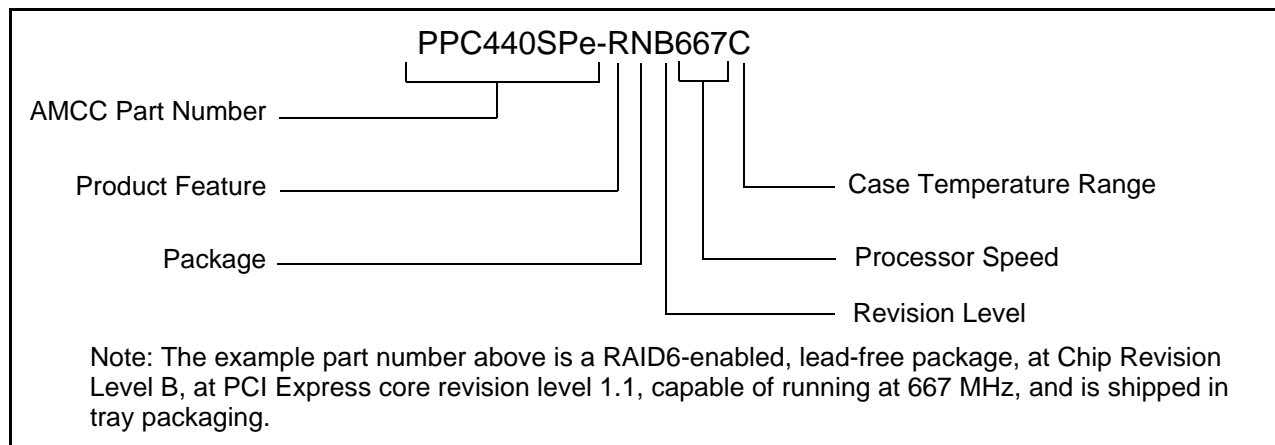 PPC440SPe-RNB667C
AMCC Part Number
Product Feature
Case Temperature Range
Package
Processor Speed
Revision Level
Note: The example part number above is a RAID6-enabled, lead-free package, at Chip Revision
Level B, at PCI Express core revision level 1.1, capable of running at 667 MHz, and is shipped in
tray packaging.